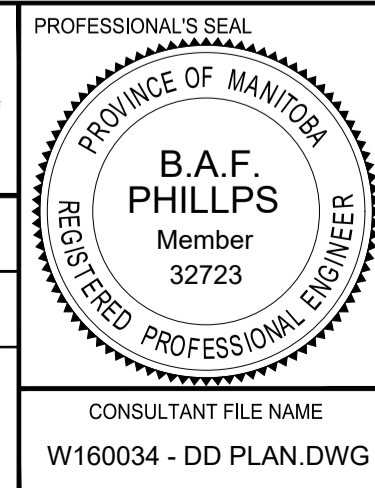 PROFESSIONAL'S SEAL
PROVINCE OF MANITOBA
B.A.F.
PHILLPS
Member
32723
REGISTERED PROFESSIONAL ENGINEER
CONSULTANT FILE NAME
W160034 - DD PLAN.DWG